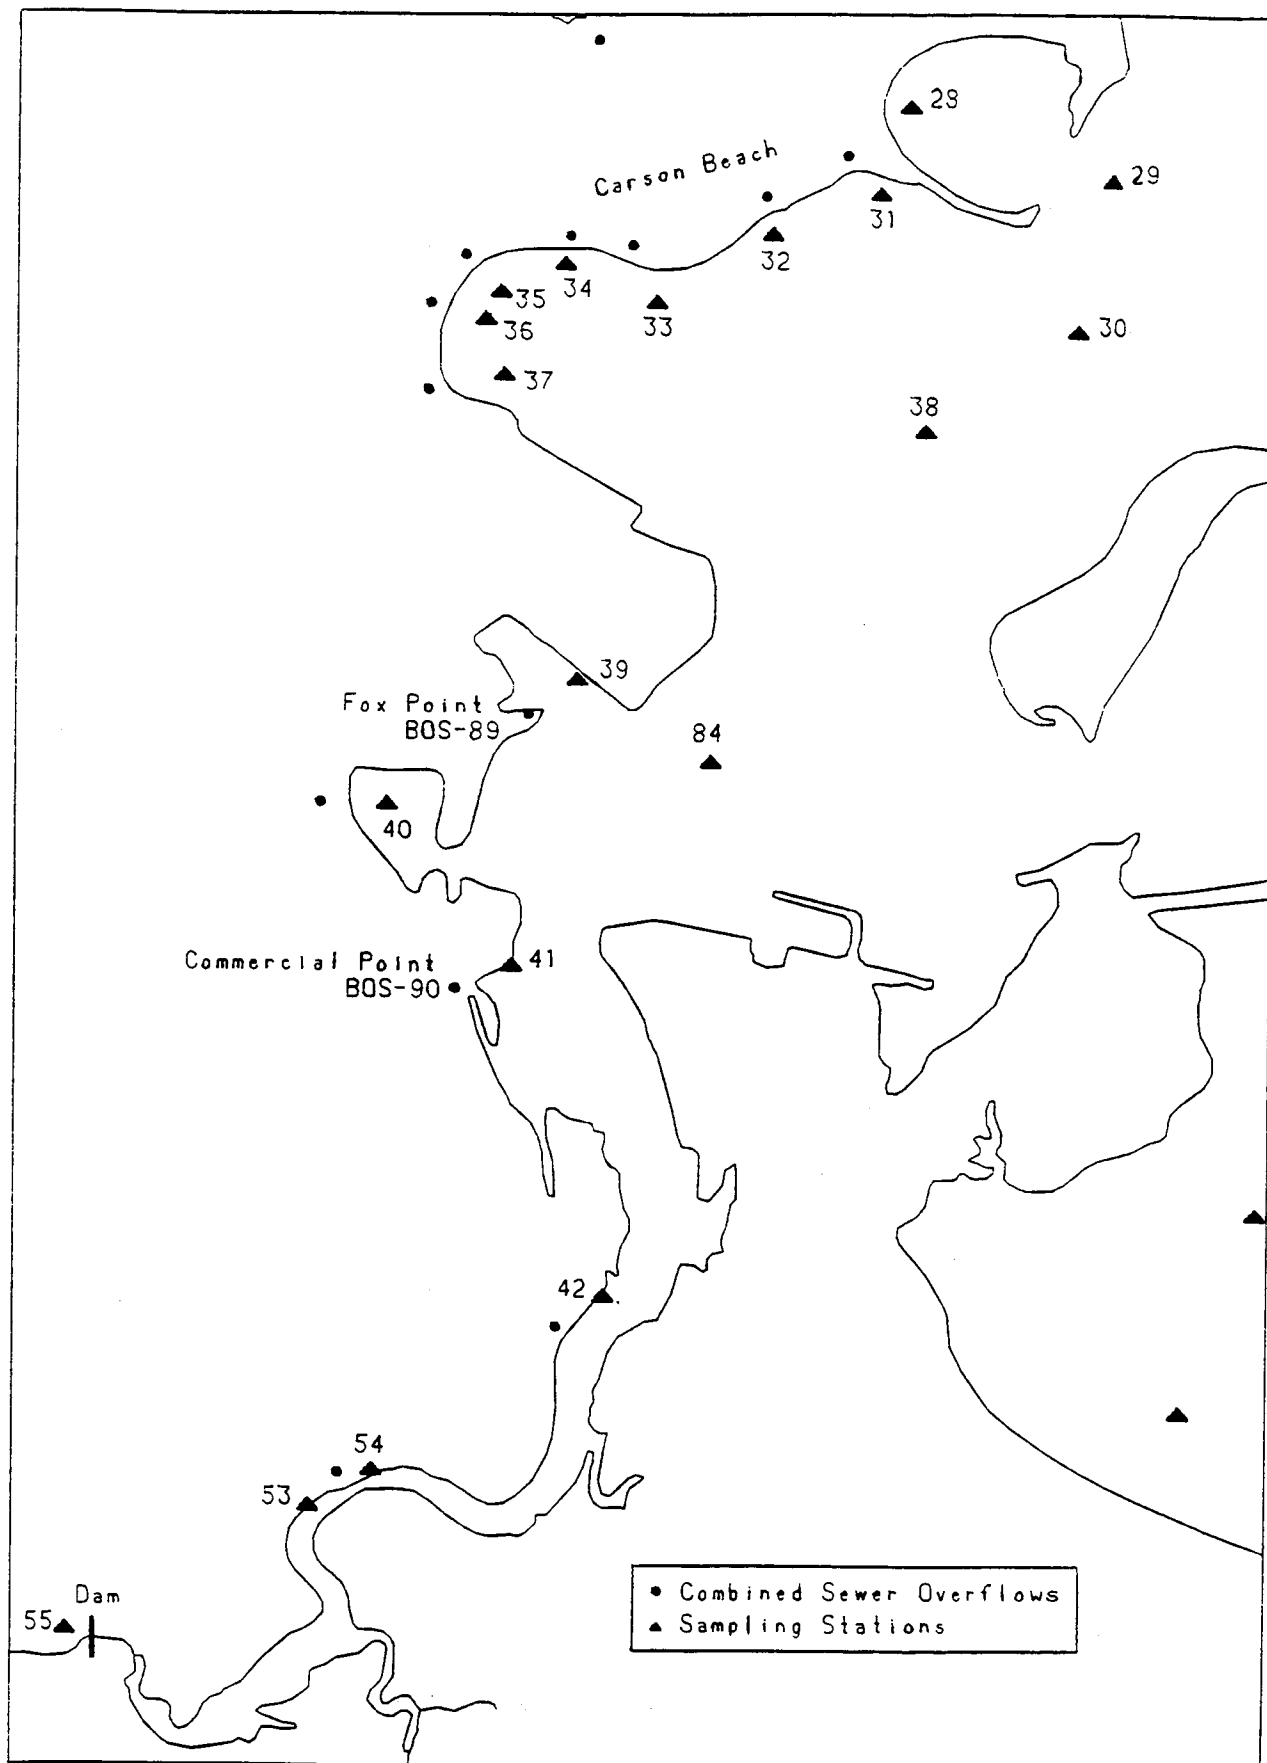 28
Carson Beach
29
31
32
34
35
33
36
30
37
38
39
Fox Point
BOS-89
84
40
Commercial Point
41
BOS-90
42
54
53
Dam
55
Combined Sewer Overflows
Sampling Stations